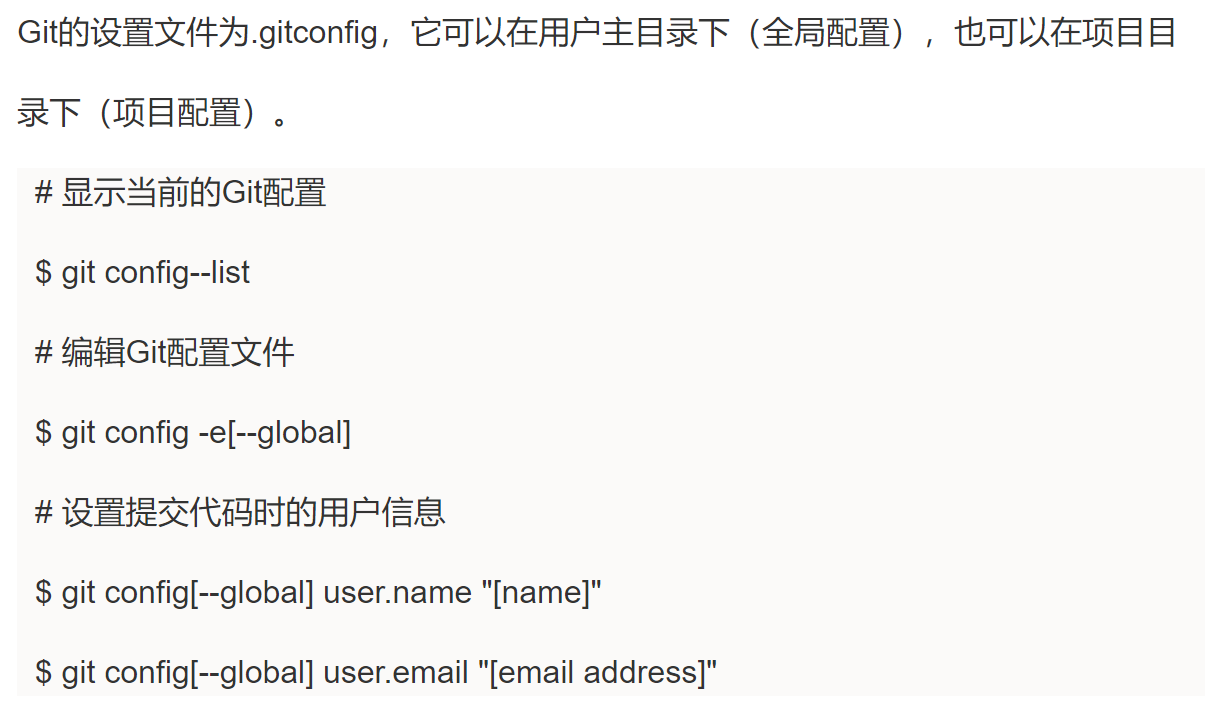 Git的设置文件为.gitconfig，它可以在用户主目录下（全局配置），也可以在项目目
录下（项目配置）。
# 显示当前的Git配置
$ git config--list
# 编辑Git配置文件
$ git config -e[--global]
# 设置提交代码时的用户信息
$ git config[--global] user.name "[name]"
$ git config[--global] user.email "[email address]"